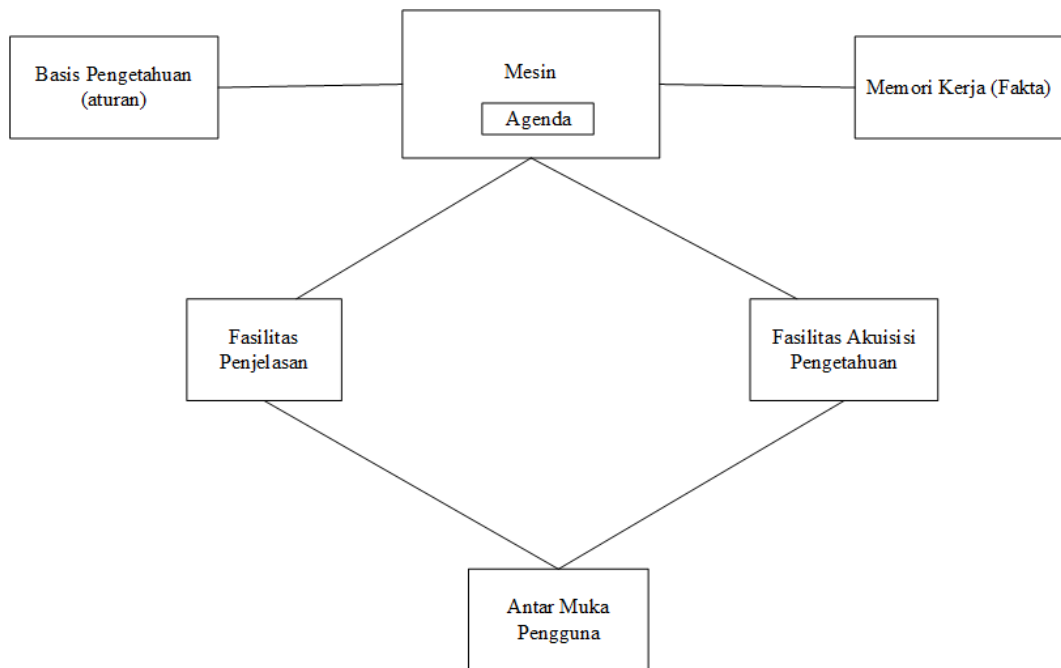 Basis Pengetahuan
(aturan)
Mesin
Agenda
Memori Kerja (Fakta)
Fasilitas
Penjelasan
Fasilitas Akuisisi
Pengetahuan
Antar Muka
Pengguna